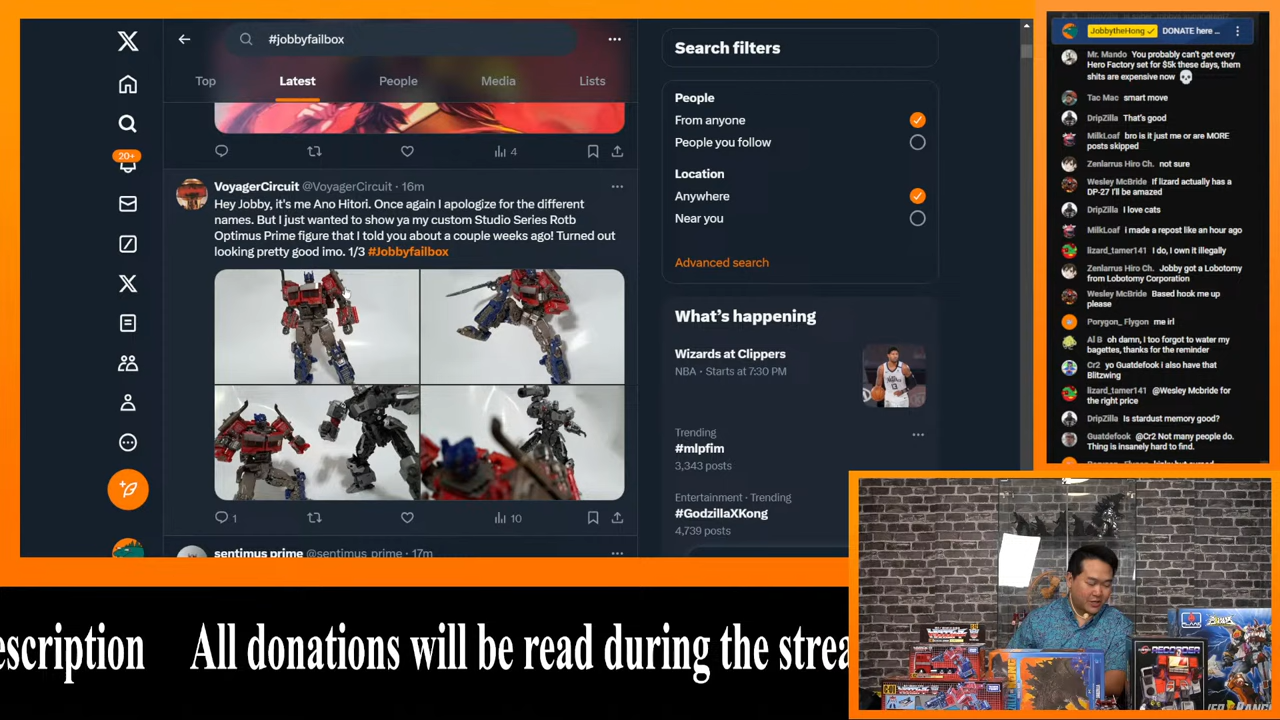 #jobbyfailbox
Top
Latest
People
Media
Lists
4
VoyagerCircuit @VoyagerCircuit · 16m
Hey Jobby, it's me Ano Hitori. Once again I apologize for the different
names. But I just wanted to show ya my custom Studio Series Rotb
Optimus Prime figure that I told you about a couple weeks ago! Turned out
looking pretty good imo. 1/3 #Jobbyfailbox
1
10
sentimus prime @sentimus_prime · 17m
20+
Search filters
People
From anyone
People you follow
Location
Anywhere
Near you
Advanced search
What's happening
Wizards at Clippers
NBA · Starts at 7:30 PM
Trending
#mlpfim
3,343 posts
Entertainment · Trending
#GodzillaXKong
4,739 posts
JobbytheHong DONATE here ...
Mr. Mando You probably can't get every
Hero Factory set for $5k these days, them
shits are expensive now 💀
Tac Mac smart move
DripZilla That's good
MilkLoaf bro is it just me or are MORE
posts skipped
Zenlarrus Hiro Ch. not sure
Wesley McBride If lizard actually has a
DP-27 I'll be amazed
DripZilla I love cats
MilkLoaf i made a repost like an hour ago
lizard_tamer141 I do, I own it illegally
Zenlarrus Hiro Ch. Jobby got a Lobotomy
from Lobotomy Corporation
Wesley McBride Based hook me up
please
Porygon_ Flygon me irl
Al B oh damn, I too forgot to water my
bagettes, thanks for the reminder
Cr2 yo Guatdefook i also have that
Blitzwing
lizard_tamer141 @Wesley Mcbride for
the right price
DripZilla Is stardust memory good?
Guatdefook @Cr2 Not many people do.
Thing is insanely hard to find.
RECORDER
escription All donations will be read during the strea